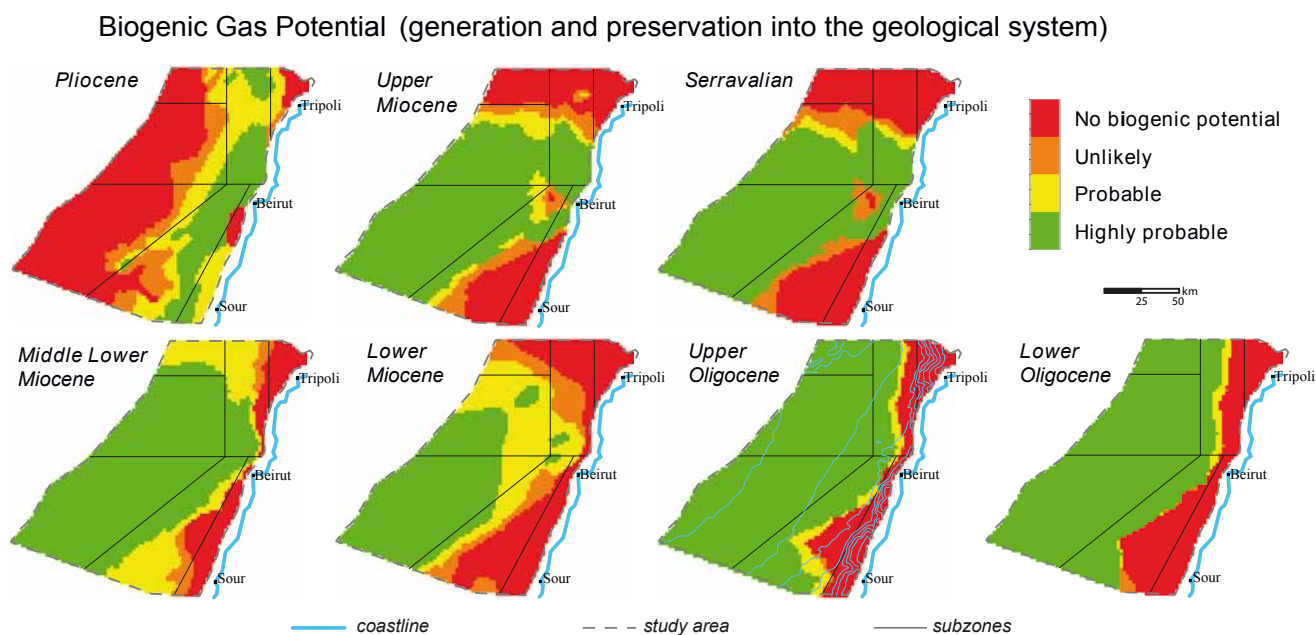 Biogenic Gas Potential (generation and preservation into the geological system)
Pliocene
Tripoli
Beirut
Sour
Upper
Miocene
Tripoli
Beirut
Sour
Serravalian
Tripoli
Beirut
Sour
No biogenic potential
Unlikely
Probable
Highly probable
km
25 50
Middle Lower
Miocene
Tripoli
Beirut
Sour
Lower
Miocene
Tripoli
Beirut
Sour
Upper
Oligocene
Tripoli
Beirut
Sour
Lower
Oligocene
Tripoli
Beirut
Sour
coastline
study area
subzones